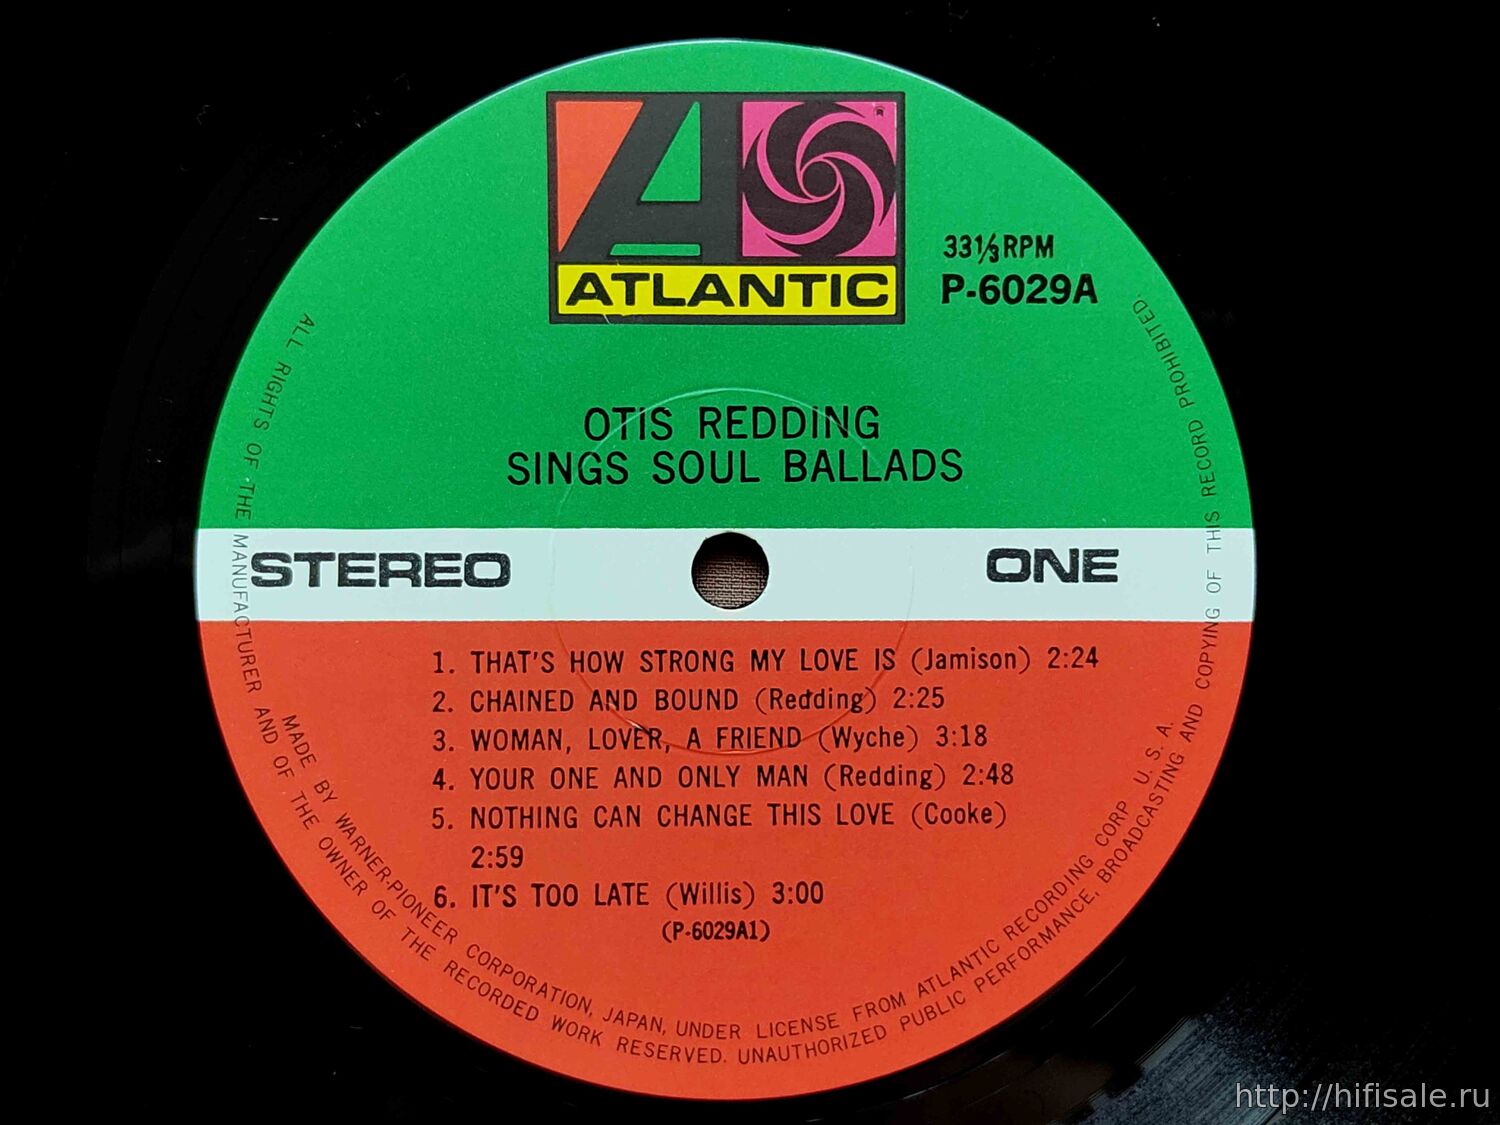 ATLANTIC
33⅓ RPM
P-6029A
OTIS REDDING
SINGS SOUL BALLADS
STEREO
ONE
1. THAT'S HOW STRONG MY LOVE IS (Jamison) 2:24
2. CHAINED AND BOUND (Redding) 2:25
3. WOMAN, LOVER, A FRIEND (Wyche) 3:18
4. YOUR ONE AND ONLY MAN (Redding) 2:48
5. NOTHING CAN CHANGE THIS LOVE (Cooke)
2:59
6. IT'S TOO LATE (Willis) 3:00
(P-6029A1)
MADE BY WARNER-PIONEER CORPORATION, JAPAN, UNDER LICENSE FROM ATLANTIC RECORDING CORP. U. S. A.
ALL RIGHTS OF THE MANUFACTURER AND OF THE OWNER OF THE RECORDED WORK RESERVED. UNAUTHORIZED PUBLIC PERFORMANCE, BROADCASTING AND COPYING OF THIS RECORD PROHIBITED.
http://hifisale.ru